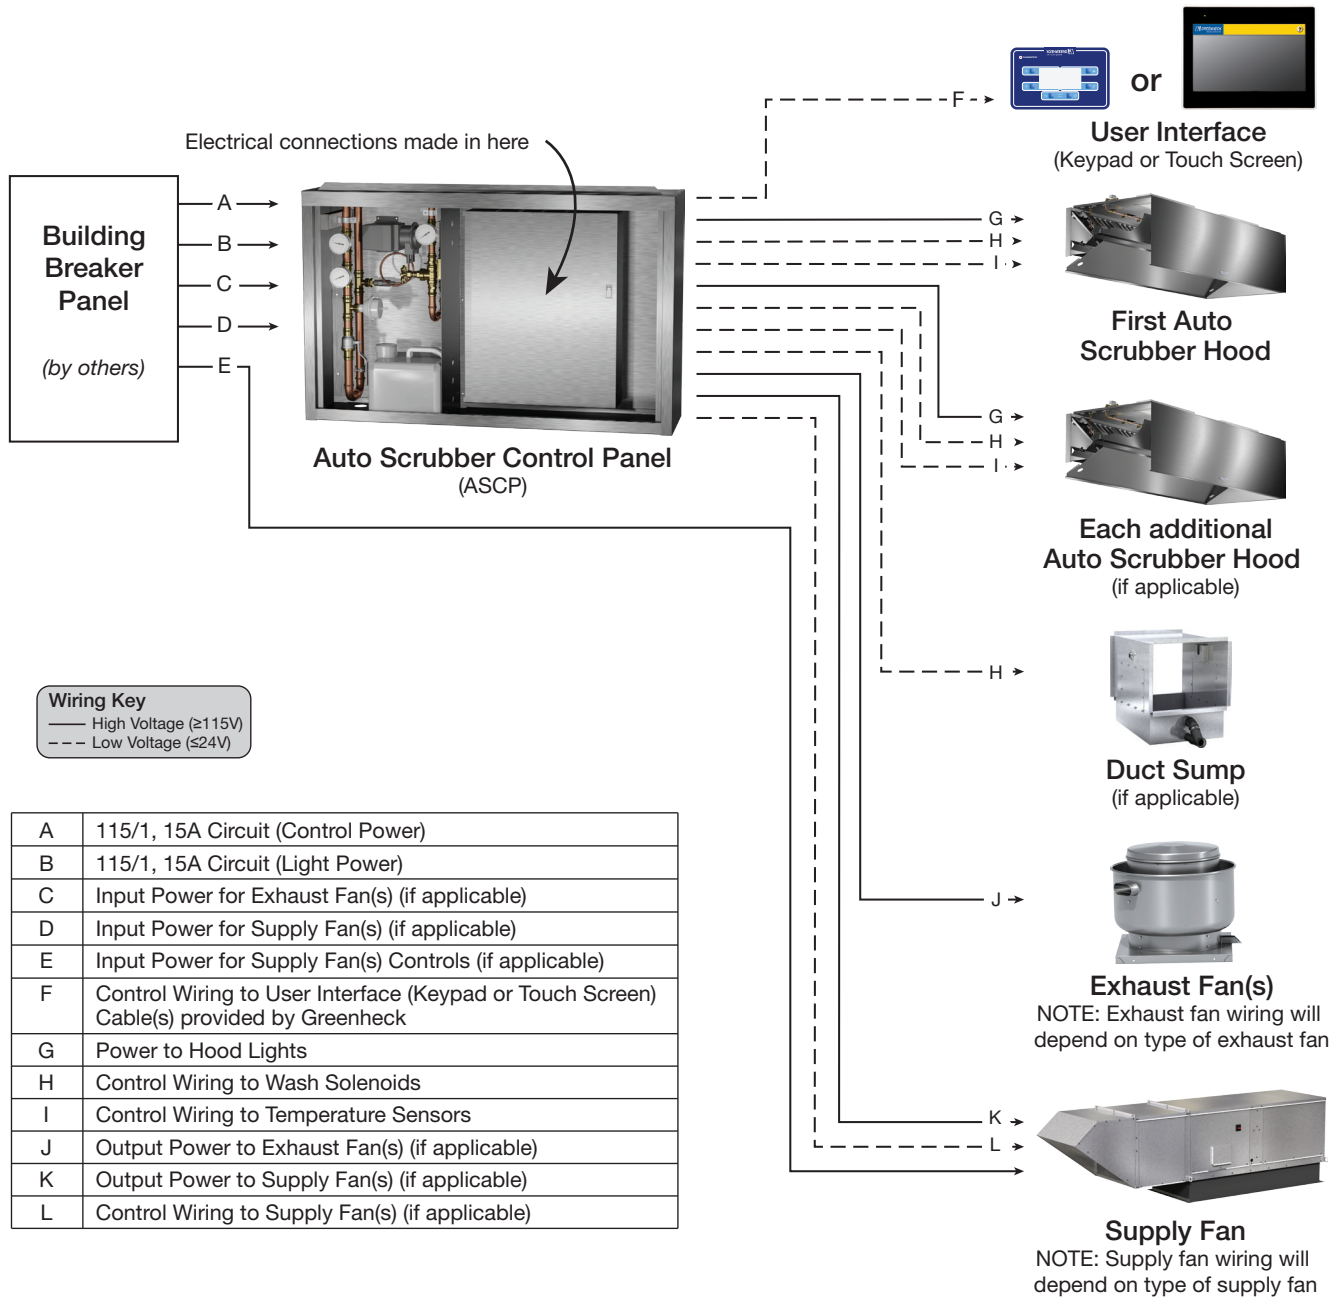 F
or
User Interface
(Keypad or Touch Screen)
Electrical connections made in here
Building
Breaker
Panel
(by others)
A
B
C
D
E
Auto Scrubber Control Panel
(ASCP)
G
H
I
First Auto
Scrubber Hood
G
H
I
Each additional
Auto Scrubber Hood
(if applicable)
H
Duct Sump
(if applicable)
J
Exhaust Fan(s)
NOTE: Exhaust fan wiring will
depend on type of exhaust fan
K
L
Supply Fan
NOTE: Supply fan wiring will
depend on type of supply fan
Wiring Key
High Voltage (≥115V)
Low Voltage (≤24V)
A 115/1, 15A Circuit (Control Power)
B 115/1, 15A Circuit (Light Power)
C Input Power for Exhaust Fan(s) (if applicable)
D Input Power for Supply Fan(s) (if applicable)
E Input Power for Supply Fan(s) Controls (if applicable)
F Control Wiring to User Interface (Keypad or Touch Screen)
Cable(s) provided by Greenheck
G Power to Hood Lights
H Control Wiring to Wash Solenoids
I Control Wiring to Temperature Sensors
J Output Power to Exhaust Fan(s) (if applicable)
K Output Power to Supply Fan(s) (if applicable)
L Control Wiring to Supply Fan(s) (if applicable)